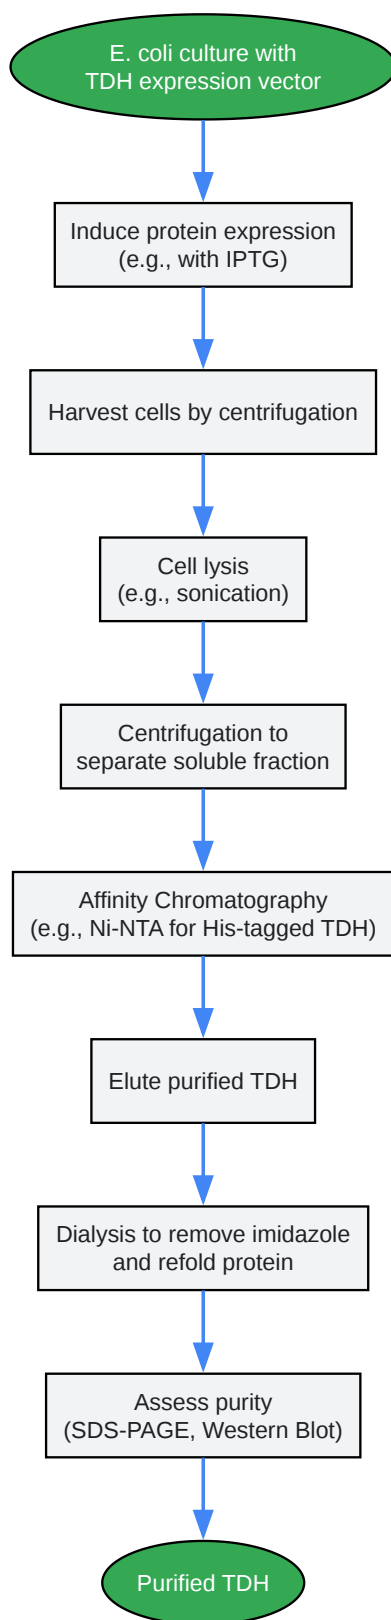 E. coli culture with
TDH expression vector
Induce protein expression
(e.g., with IPTG)
Harvest cells by centrifugation
Cell lysis
(e.g., sonication)
Centrifugation to
separate soluble fraction
Affinity Chromatography
(e.g., Ni-NTA for His-tagged TDH)
Elute purified TDH
Dialysis to remove imidazole
and refold protein
Assess purity
(SDS-PAGE, Western Blot)
Purified TDH